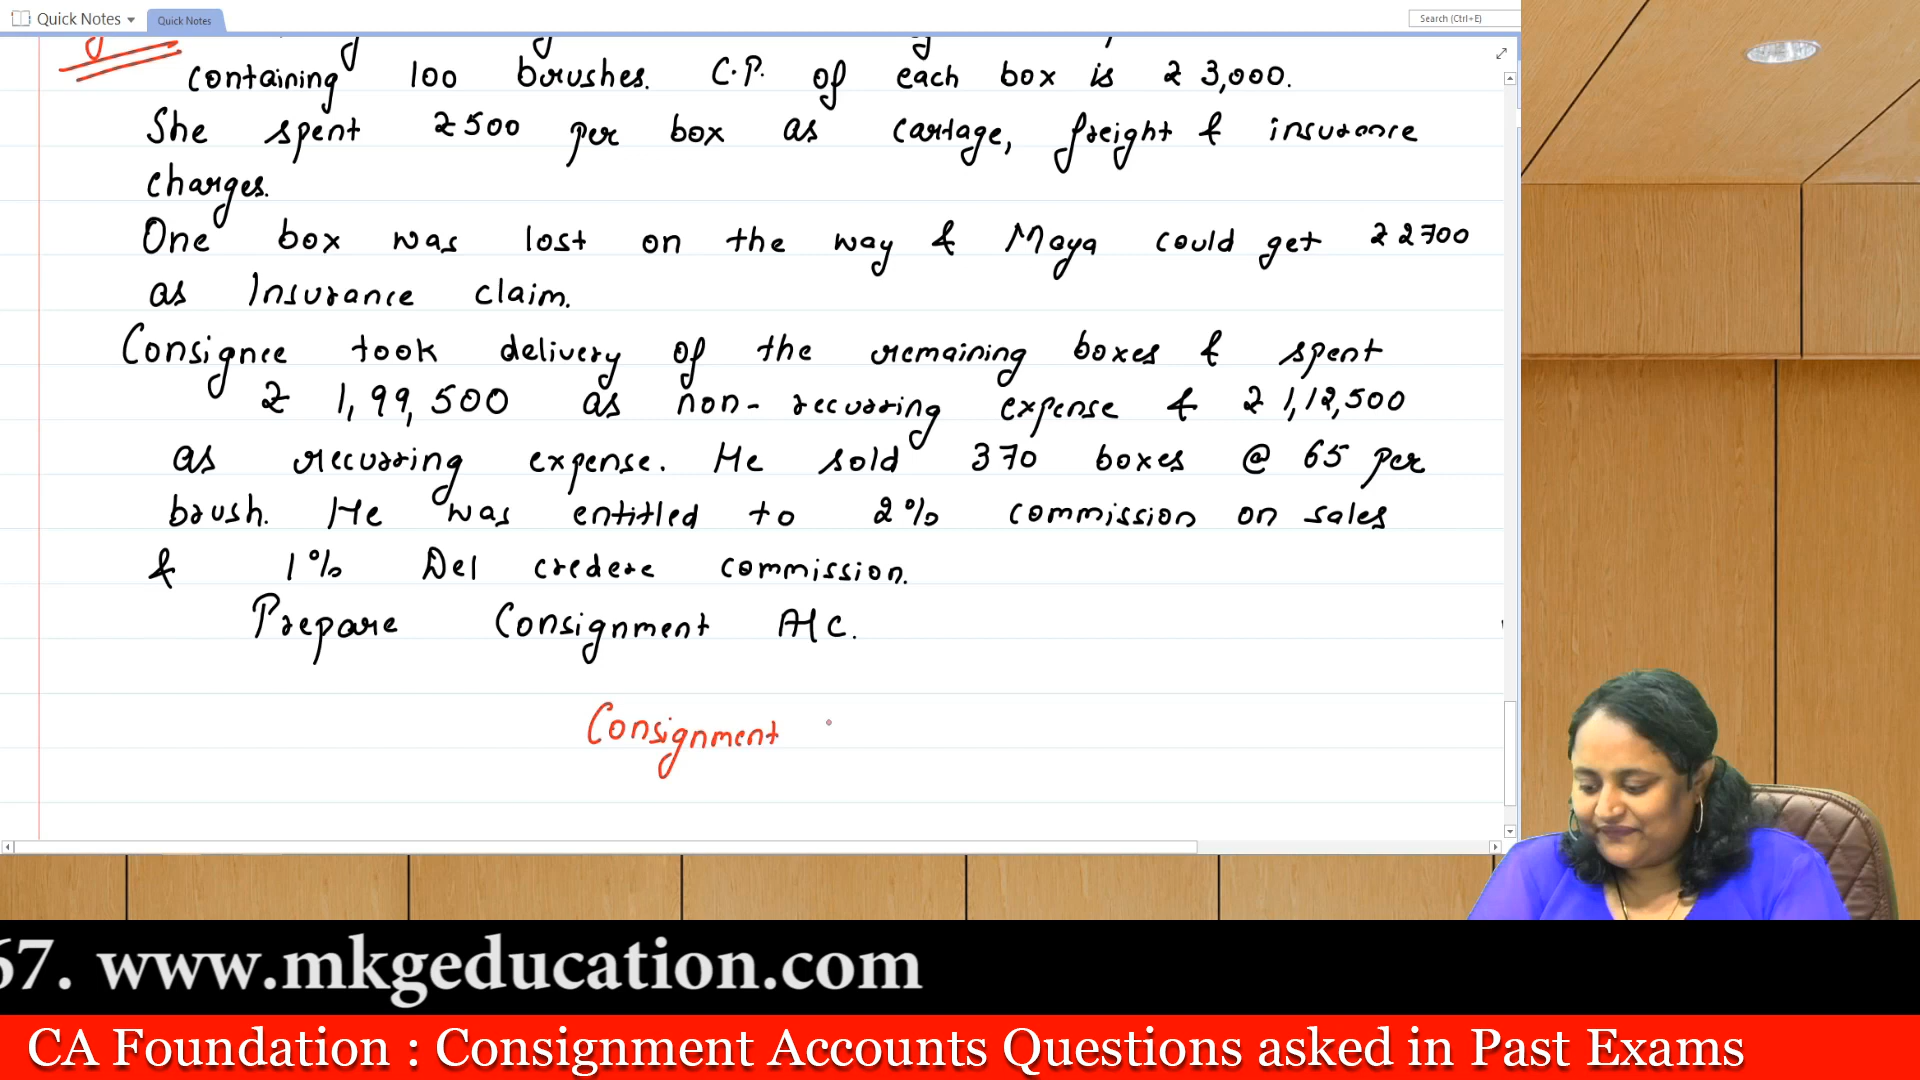 Quick Notes
Quick Notes
Search (Ctrl+E)
containing 100 brushes. C.P. of each box is ₹ 3,000.
She spent ₹500 per box as cartage, freight & insurance
charges.
One box was lost on the way & Maya could get ₹2700
as Insurance claim.
Consignee took delivery of the remaining boxes & spent
₹ 1,99,500 as non-recurring expense & ₹1,12,500
as recurring expense. He sold 370 boxes @ 65 per
brush. He was entitled to 2% commission on sales
& 1% Del credere commission.
Prepare Consignment A/C.
Consignment
67. www.mkgeducation.com
CA Foundation : Consignment Accounts Questions asked in Past Exams